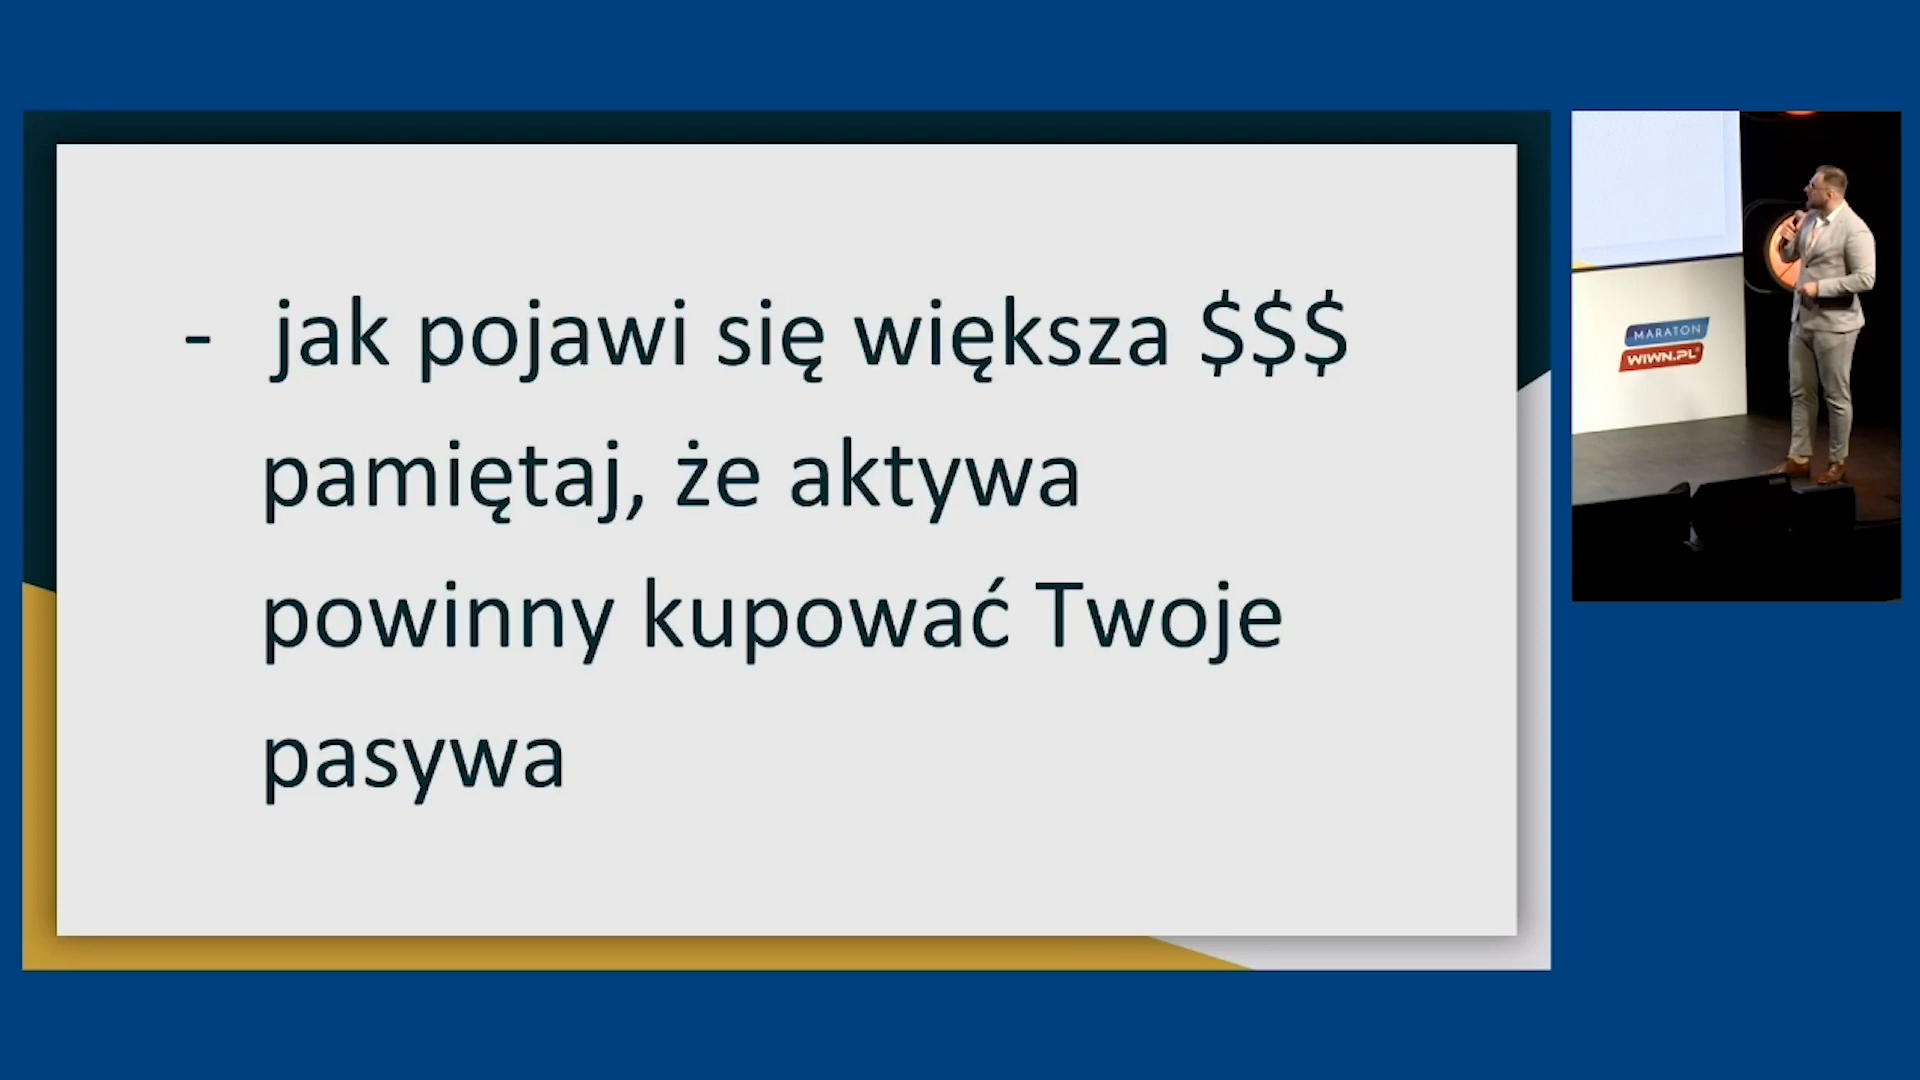 - jak pojawi się większa $$$
pamiętaj, że aktywa
powinny kupować Twoje
pasywa
MARATON
WIWN.PL®